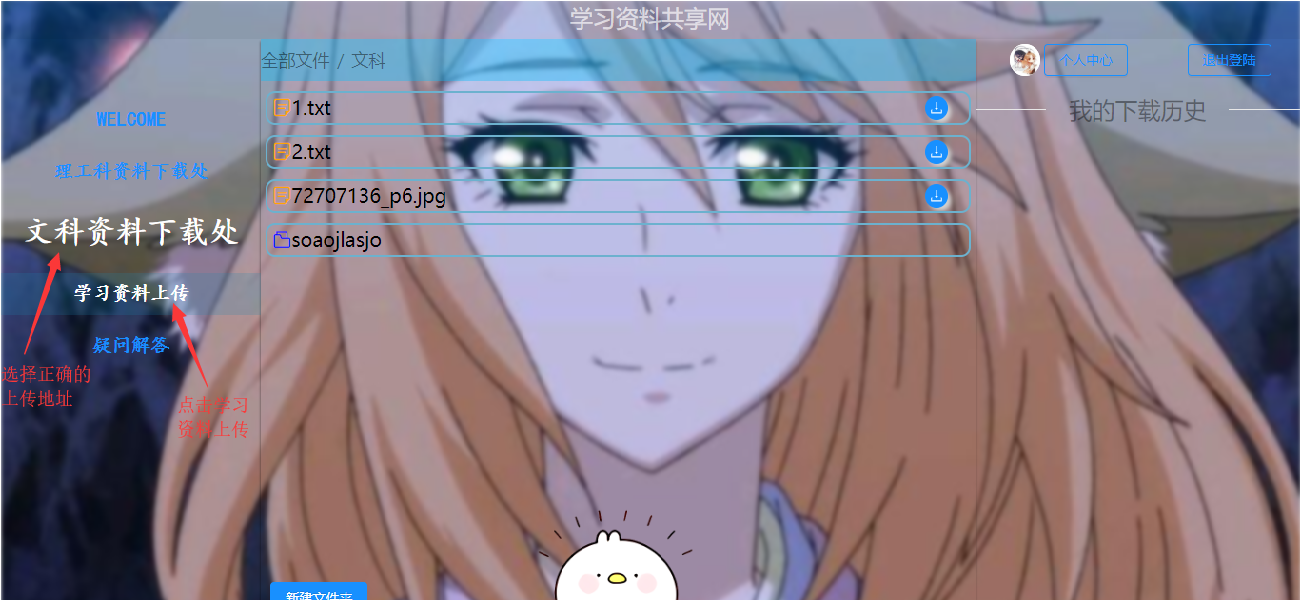 学习资料共享网
全部文件 / 文科
个人中心
退出登陆
WELCOME
理工科资料下载处
文科资料下载处
学习资料上传
疑问解答
选择正确的
上传地址
点击学习
资料上传
1.txt
2.txt
72707136_p6.jpg
soaojlasjo
我的下载历史
新建文件夹